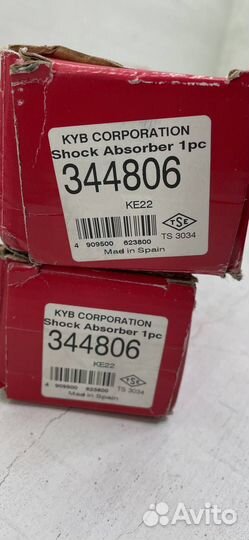 KYB CORPORATION
Shock Absorber 1pc
344806
KE22
4 909500 623800
TSE
TS 3034
Made in Spain
KYB CORPORATION
Shock Absorber 1pc
344806
KE22
4 909500 623800
TSE
TS 3034
Made in Spain
Avito